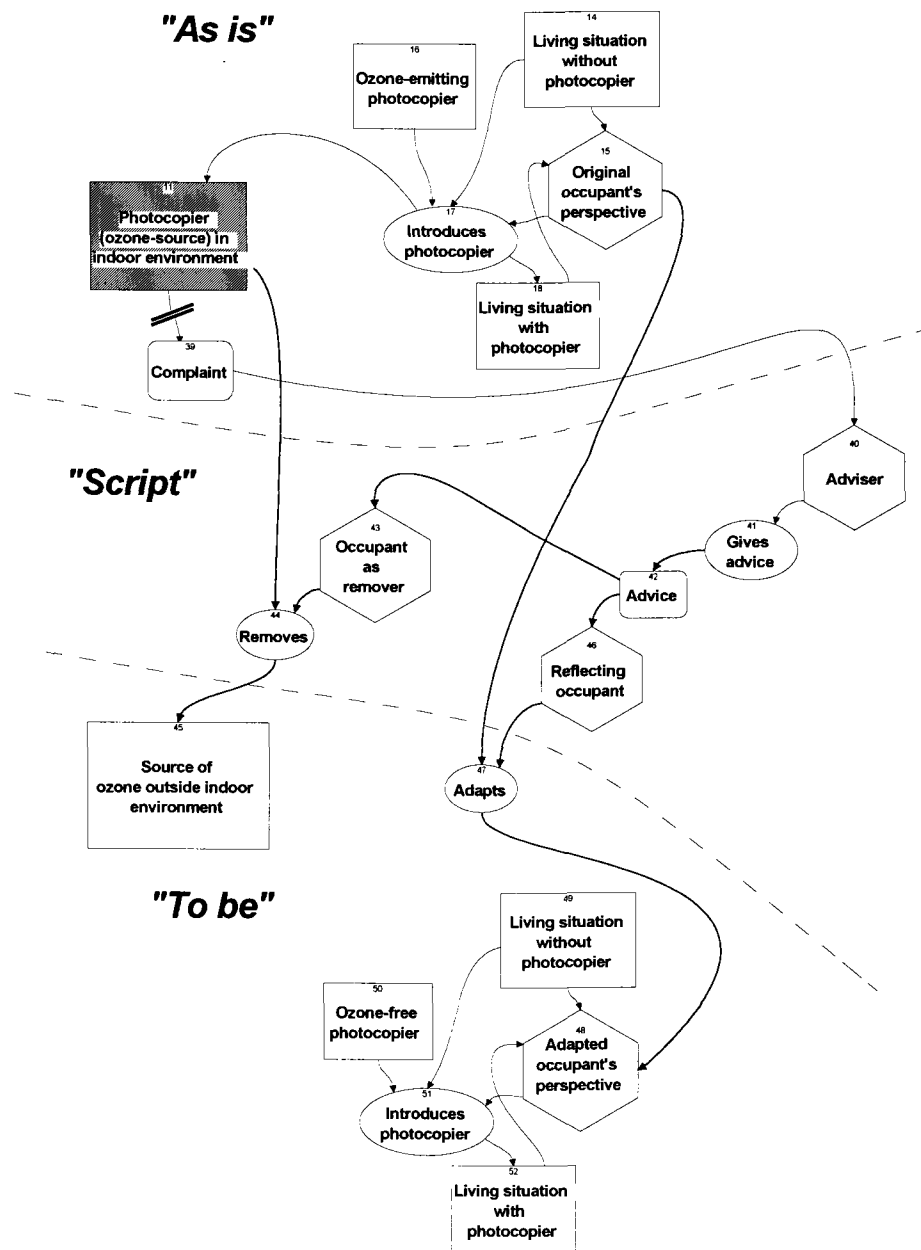 "As is"
16
Ozone-emitting
photocopier
14
Living situation
without photocopier
15
Original
occupant's
perspective
11
Photocopier
(ozone-source) in
indoor environment
17
Introduces
photocopier
18
Living situation
with
photocopier
39
Complaint
"Script"
40
Adviser
41
Gives
advice
42
Advice
43
Occupant
as
remover
44
Removes
46
Reflecting
occupant
45
Source of
ozone outside indoor
environment
47
Adapts
"To be"
49
Living situation
without
photocopier
50
Ozone-free
photocopier
48
Adapted
occupant's
perspective
51
Introduces
photocopier
52
Living situation
with
photocopier